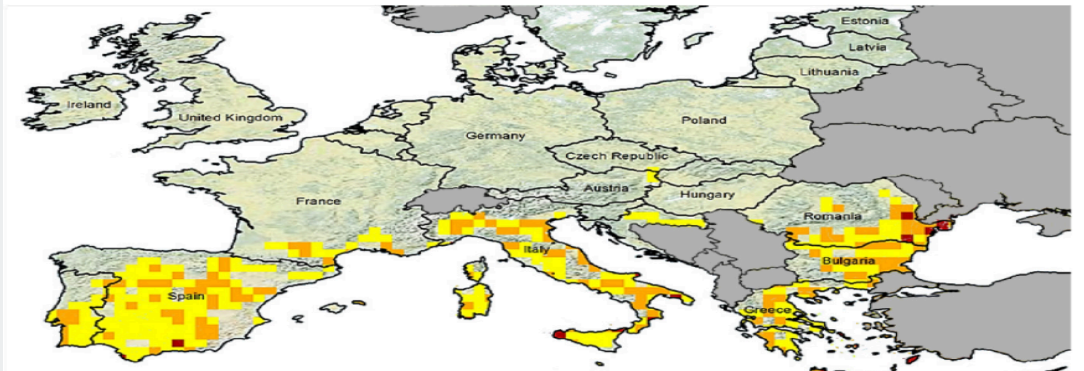 Estonia
Latvia
Lithuania
Ireland
United Kingdom
Poland
Germany
Czech Republic
Austria
Hungary
France
Romania
Italy
Bulgaria
Spain
Greece